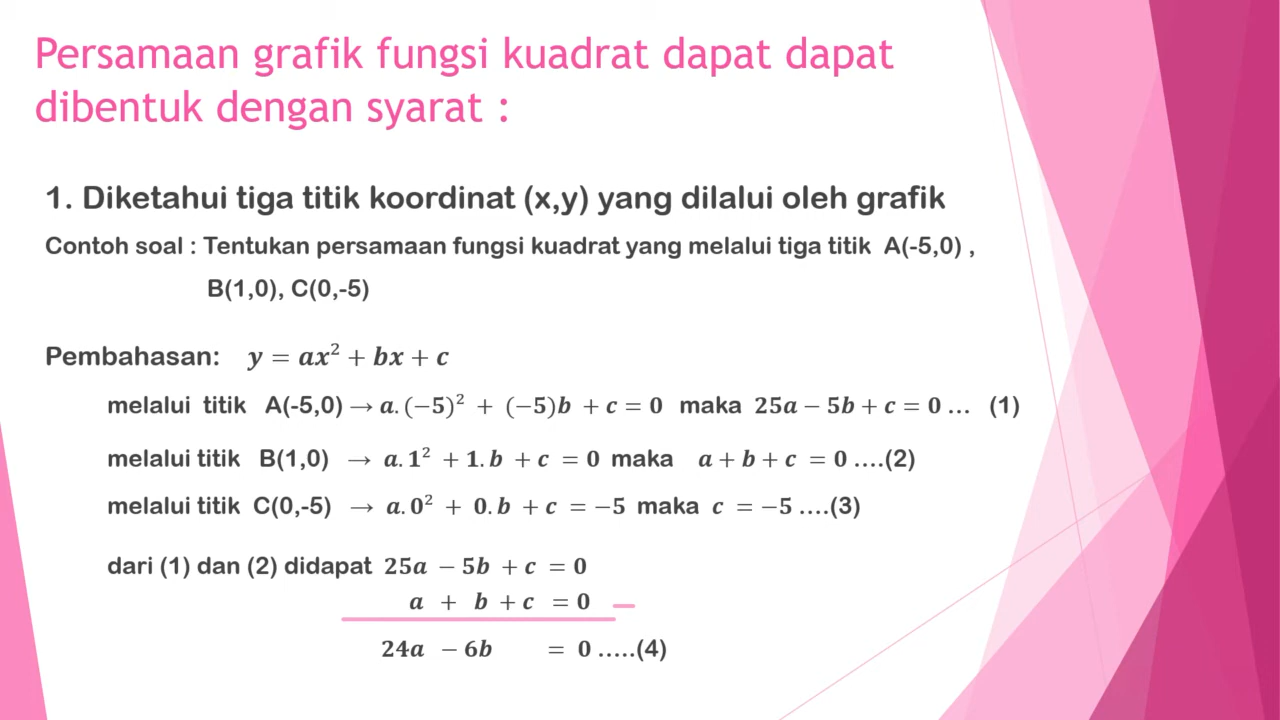 Persamaan grafik fungsi kuadrat dapat dapat
dibentuk dengan syarat :
1. Diketahui tiga titik koordinat (x,y) yang dilalui oleh grafik
Contoh soal : Tentukan persamaan fungsi kuadrat yang melalui tiga titik A(-5,0) ,
B(1,0), C(0,-5)
Pembahasan: y = ax² + bx + c
melalui titik A(-5,0) → a. (−5)² + (−5)b + c = 0 maka 25a − 5b + c = 0 … (1)
melalui titik B(1,0) → a. 1² + 1. b + c = 0 maka a + b + c = 0 ….(2)
melalui titik C(0,-5) → a. 0² + 0. b + c = −5 maka c = −5 ….(3)
dari (1) dan (2) didapat 25a − 5b + c = 0
a + b + c = 0 −
24a − 6b = 0 …..(4)